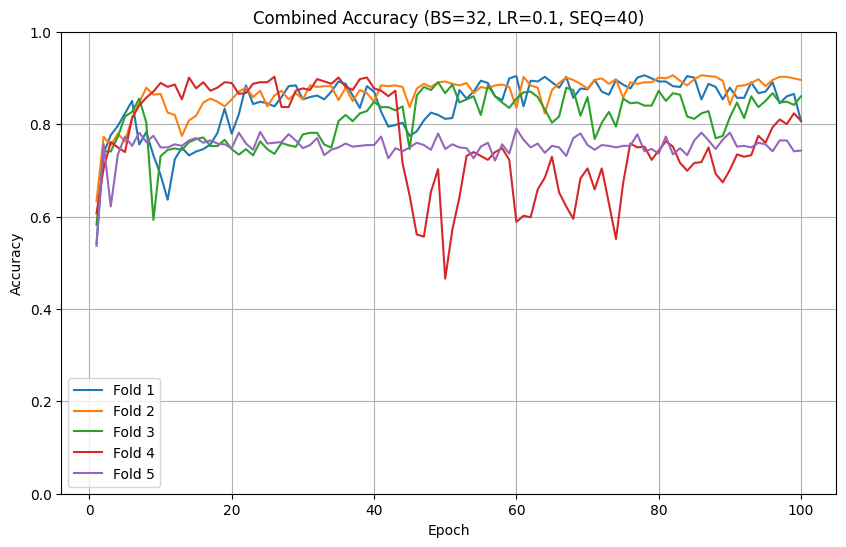 Combined Accuracy (BS=32, LR=0.1, SEQ=40)
1.0
0.8
0.6
0.4
0.2
0.0
Accuracy
Fold 1
Fold 2
Fold 3
Fold 4
Fold 5
0 20 40 60 80 100
Epoch